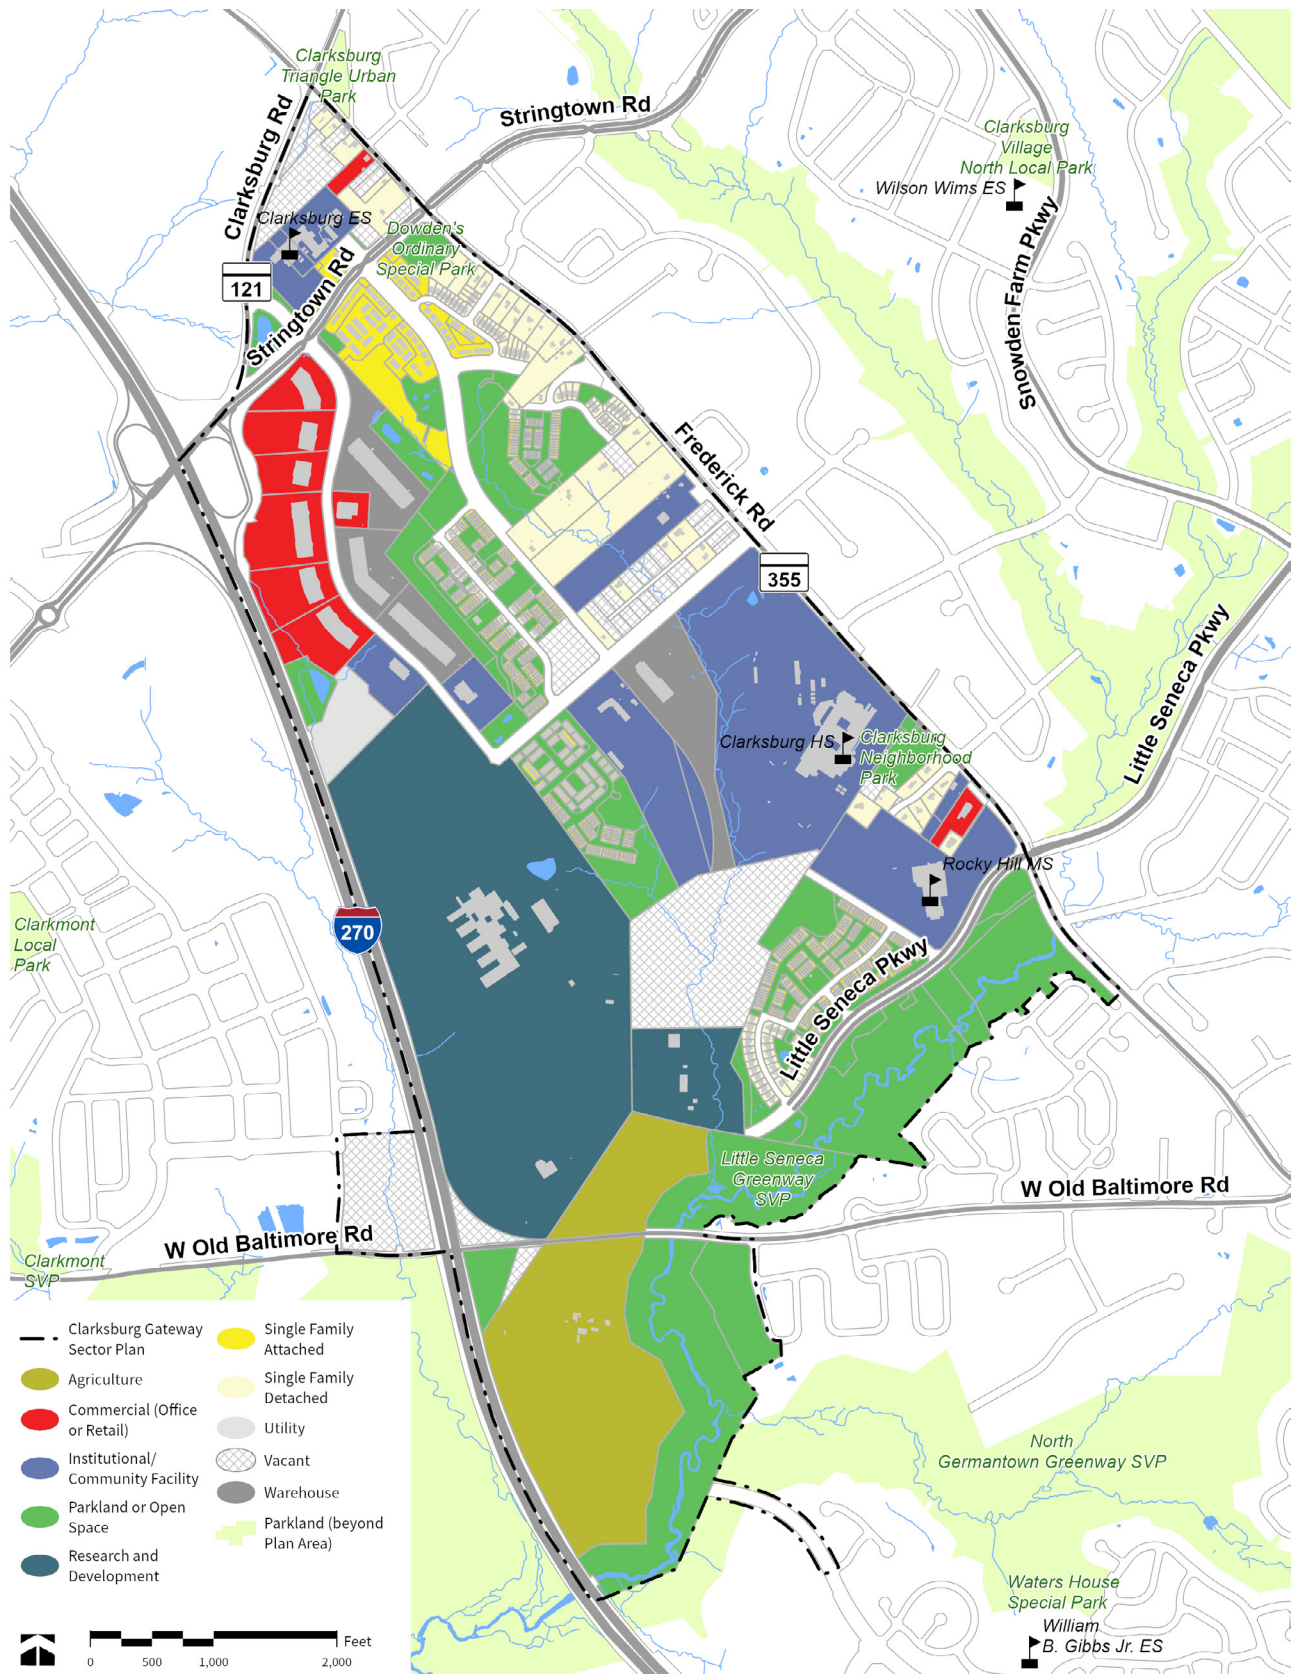 Clarksburg
Triangle Urban
Park
Stringtown Rd
Clarksburg Rd
Clarksburg
Village
North Local Park
Wilson Wims ES
Clarksburg ES
Dowden's
Ordinary
Special Park
121
Stringtown Rd
Snowden Farm Pkwy
Frederick Rd
355
Little Seneca Pkwy
Clarksburg HS
Clarksburg
Neighborhood
Park
Rocky Hill MS
Clarkmont
Local
Park
270
Little Seneca Pkwy
Little Seneca
Greenway
SVP
W Old Baltimore Rd
W Old Baltimore Rd
Clarkmont
SVP
North
Germantown Greenway SVP
Waters House
Special Park
William
B. Gibbs Jr. ES
Clarksburg Gateway
Sector Plan
Agriculture
Commercial (Office
or Retail)
Institutional/
Community Facility
Parkland or Open
Space
Research and
Development
Single Family
Attached
Single Family
Detached
Utility
Vacant
Warehouse
Parkland (beyond
Plan Area)
Feet
0 500 1,000 2,000